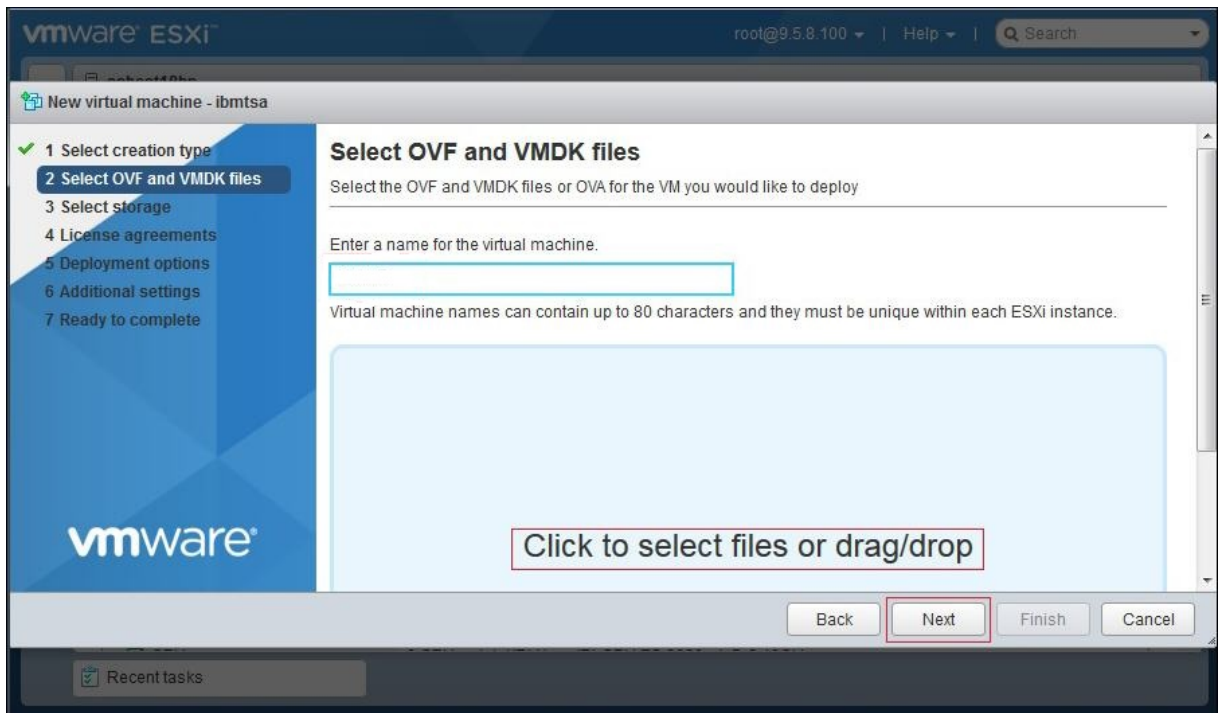 vmware® ESXi™
root@9.5.8.100 | Help | Search
New virtual machine - ibmtsa
1 Select creation type
2 Select OVF and VMDK files
3 Select storage
4 License agreements
5 Deployment options
6 Additional settings
7 Ready to complete
vmware®
Select OVF and VMDK files
Select the OVF and VMDK files or OVA for the VM you would like to deploy
Enter a name for the virtual machine.
Virtual machine names can contain up to 80 characters and they must be unique within each ESXi instance.
Click to select files or drag/drop
Back Next Finish Cancel
Recent tasks